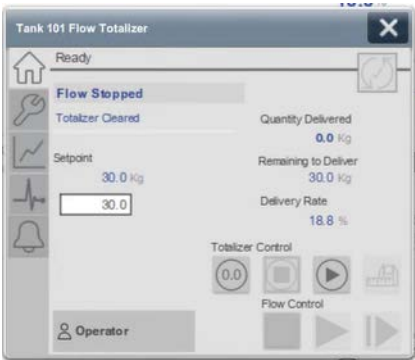 Tank 101 Flow Totalizer
Ready
Flow Stopped
Totalizer Cleared
Quantity Delivered
0.0 Kg
Setpoint
Remaining to Deliver
30.0 Kg
30.0 Kg
30.0
Delivery Rate
18.8 %
Totalizer Control
0.0
Flow Control
Operator